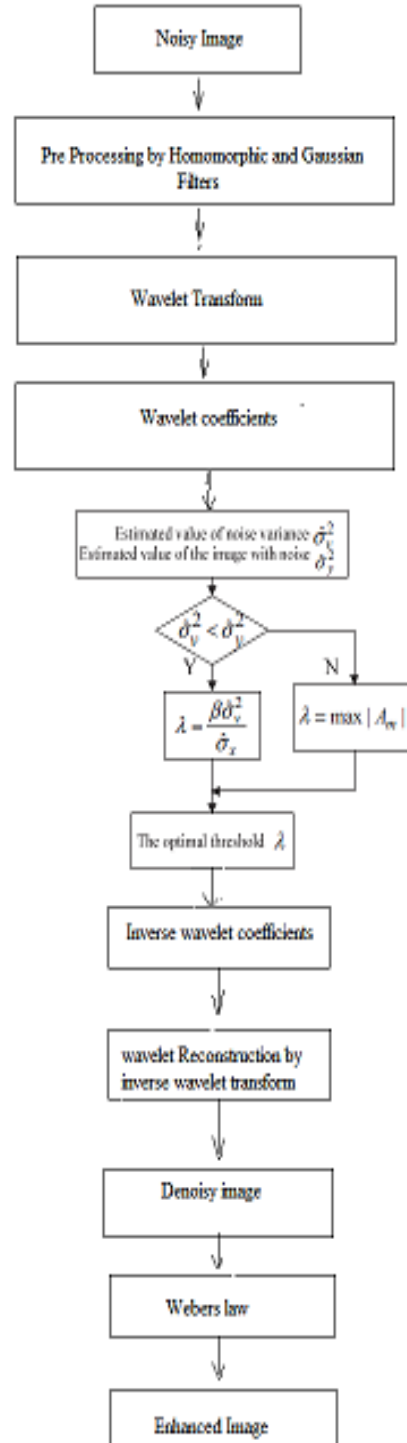 Noisy Image
Pre Processing by Homomorphic and Gaussian
Filters
Wavelet Transform
Wavelet coefficients
Estimated value of noise variance σ̂²ᵥ
Estimated value of the image with noise σ̂²ᵧ
σ̂²ᵥ < σ̂²ᵧ
Y
N
λ = βσ̂²ᵥ / σ̂ₓ
λ = max | Aₘ |
The optimal threshold λ
Inverse wavelet coefficients
wavelet Reconstruction by
inverse wavelet transform
Denoisy image
Webers law
Enhanced Image